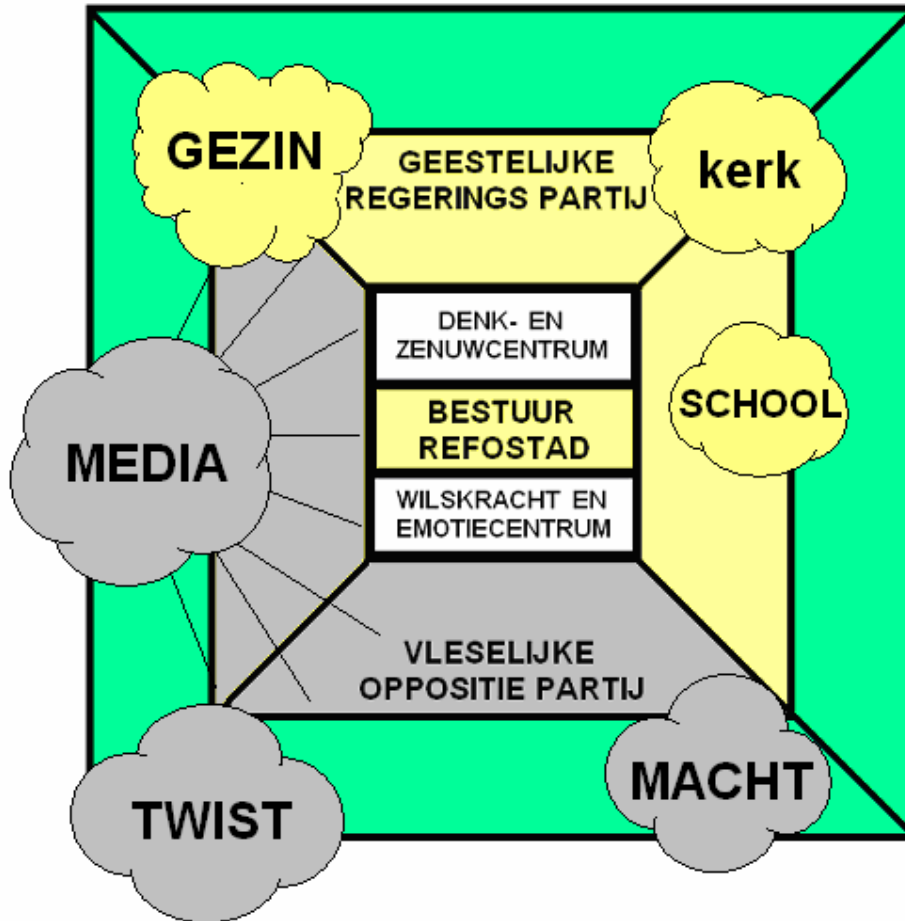 GEZIN
GEESTELIJKE
REGERINGS PARTIJ
kerk
DENK- EN
ZENUWCENTRUM
BESTUUR
REFOSTAD
WILSKRACHT EN
EMOTIECENTRUM
SCHOOL
MEDIA
VLESELIJKE
OPPOSITIE PARTIJ
TWIST
MACHT